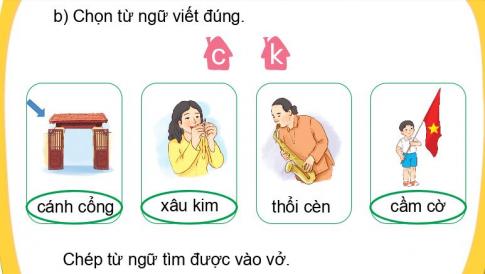 b) Chọn từ ngữ viết đúng.
c k
cánh cổng xâu kim thổi cèn cầm cờ
Chép từ ngữ tìm được vào vở.